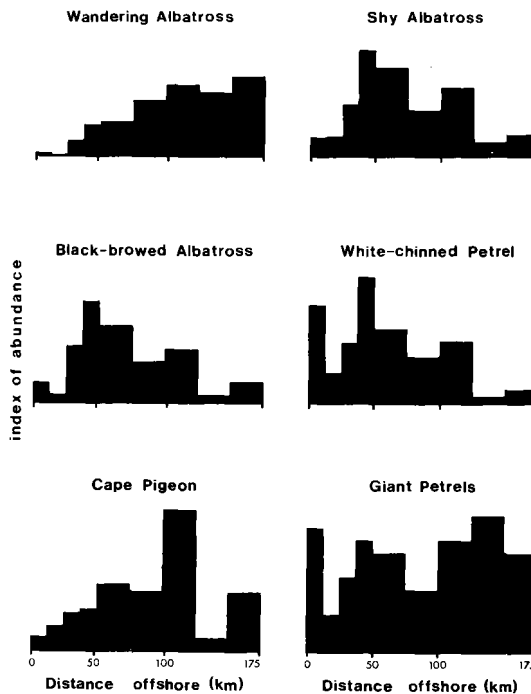 Wandering Albatross
Shy Albatross
Black-browed Albatross
White-chinned Petrel
index of abundance
Cape Pigeon
Giant Petrels
0 50 100 175
0 50 100
Distance offshore (km)
Distance offshore (km)